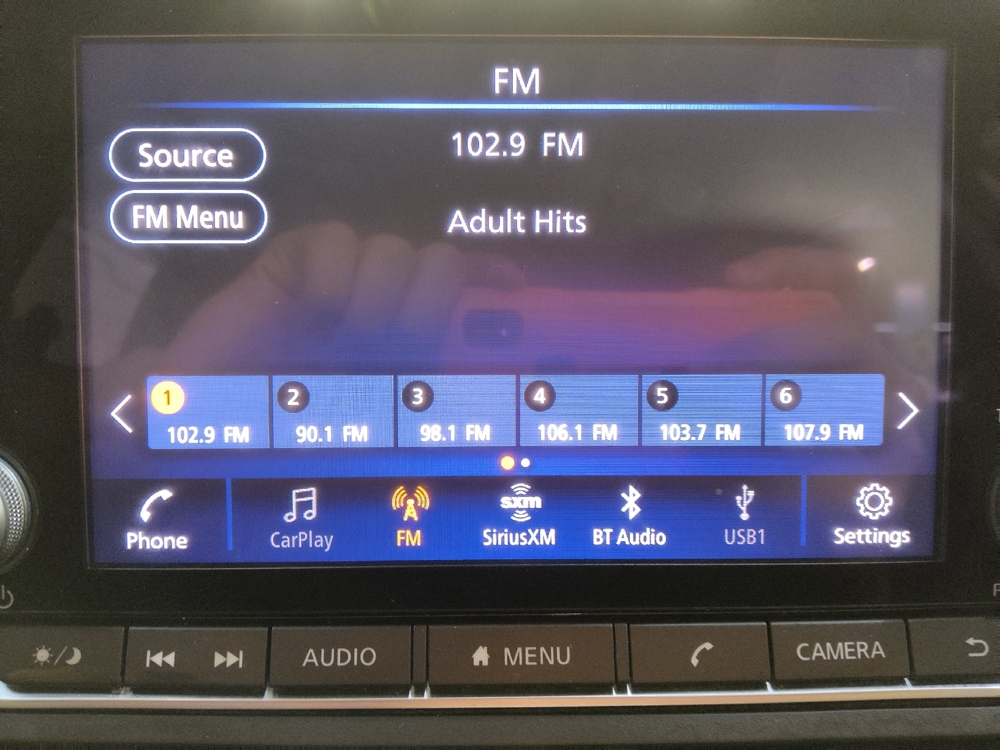 FM
Source
102.9 FM
FM Menu
Adult Hits
1 2 3 4 5 6
102.9 FM 90.1 FM 98.1 FM 106.1 FM 103.7 FM 107.9 FM
sxm
Phone CarPlay FM SiriusXM BT Audio USB1 Settings
AUDIO MENU CAMERA